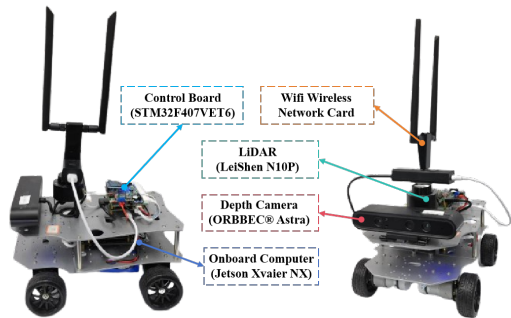 Control Board
(STM32F407VET6)
Wifi Wireless
Network Card
LiDAR
(LeiShen N10P)
Depth Camera
(ORBBEC® Astra)
Onboard Computer
(Jetson Xvaier NX)